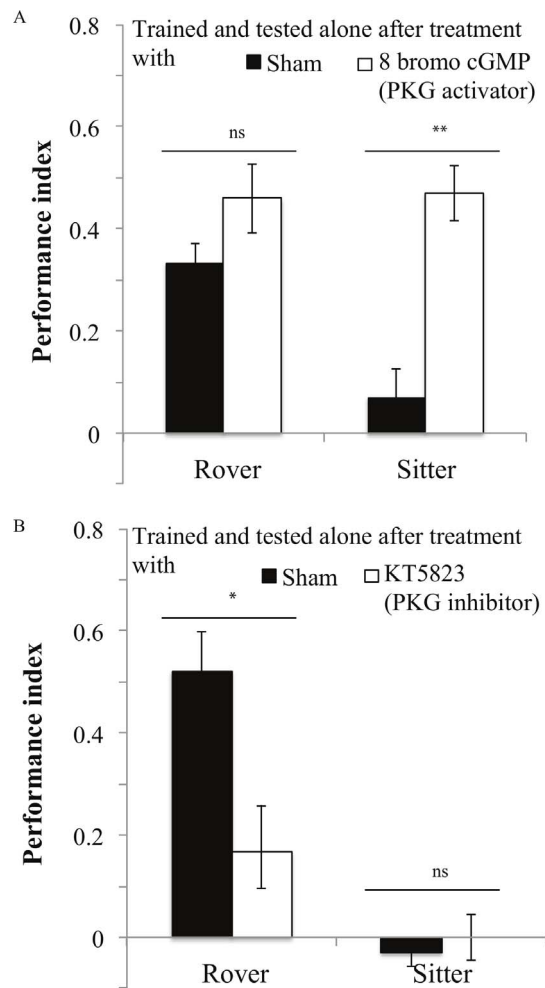 A
Trained and tested alone after treatment
with
Sham
8 bromo cGMP
(PKG activator)
ns
**
Performance index
0.8
0.6
0.4
0.2
0
Rover
Sitter
B
Trained and tested alone after treatment
with
Sham
KT5823
(PKG inhibitor)
*
ns
Performance index
0.8
0.6
0.4
0.2
0
Rover
Sitter